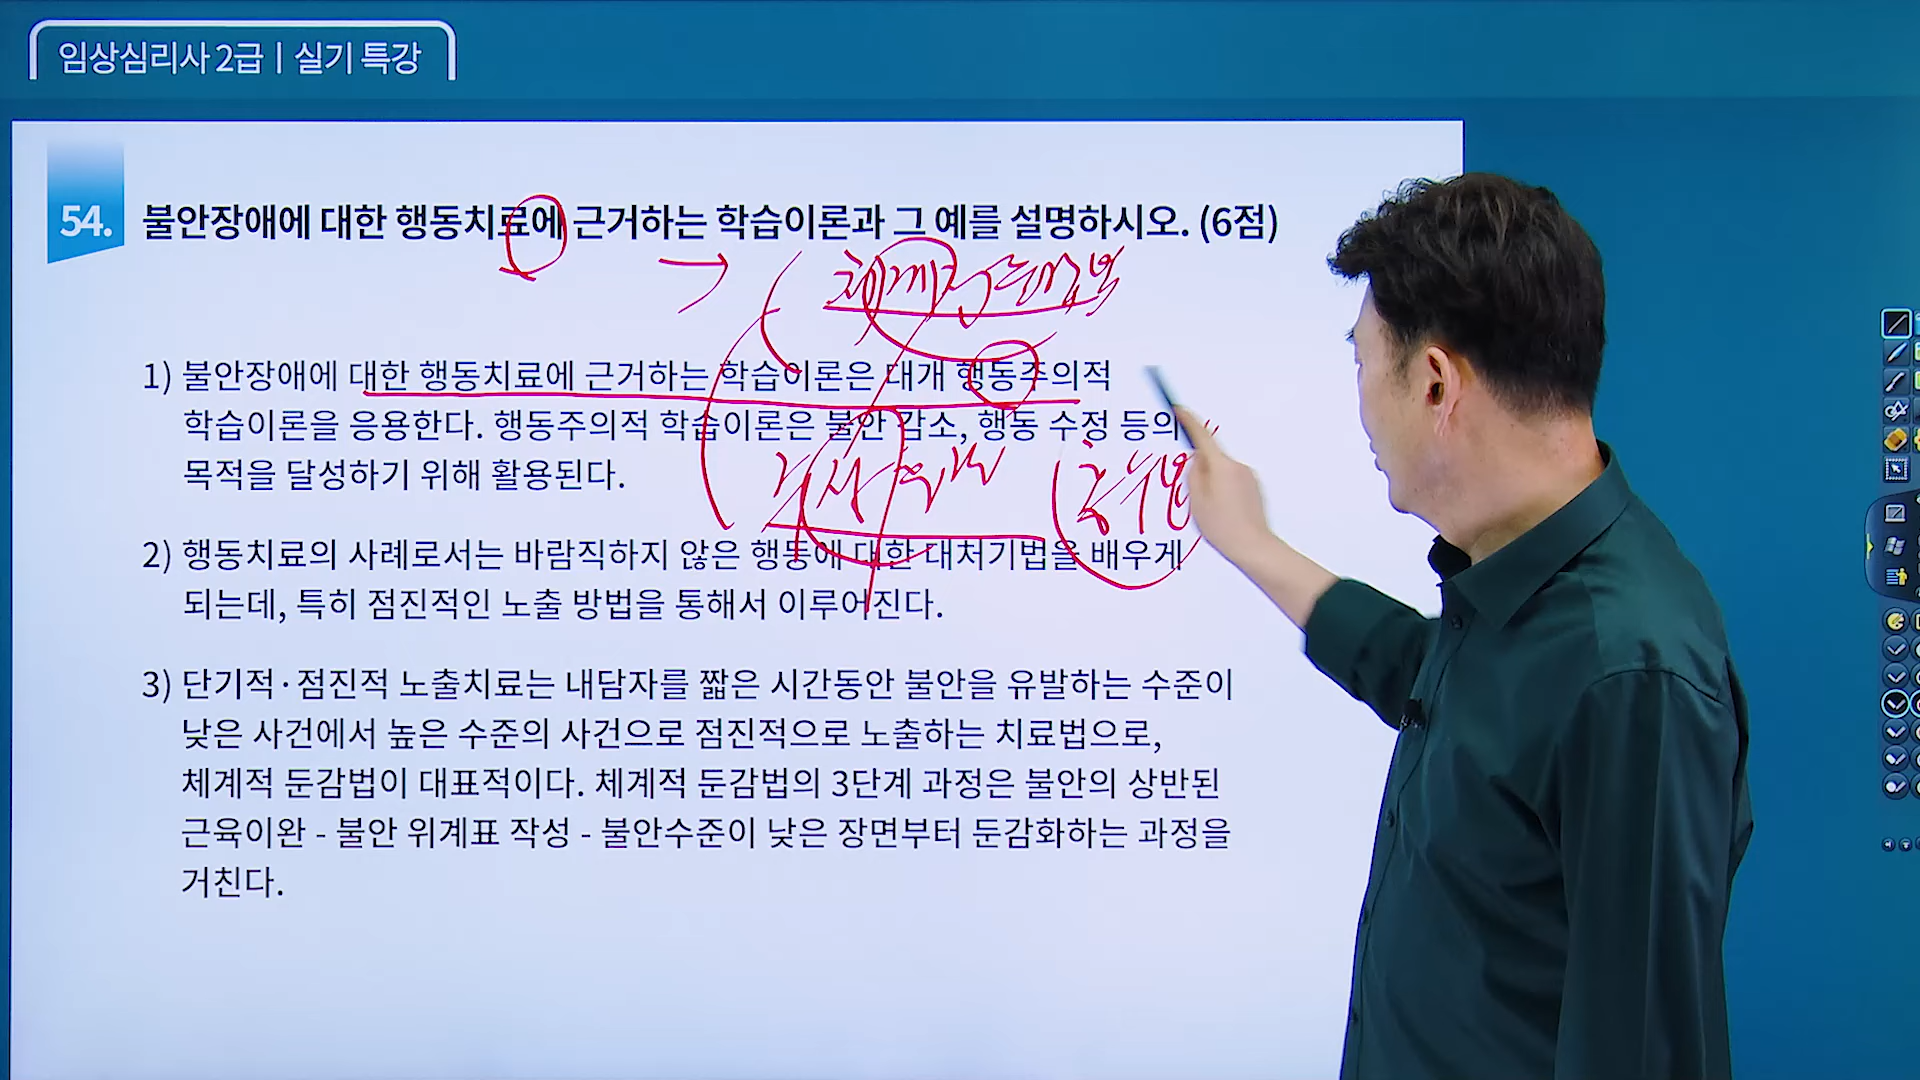 임상심리사 2급 | 실기 특강
54. 불안장애에 대한 행동치료에 근거하는 학습이론과 그 예를 설명하시오. (6점)
체계적 둔감법
1) 불안장애에 대한 행동치료에 근거하는 학습이론은 대개 행동주의적
학습이론을 응용한다. 행동주의적 학습이론은 불안 감소, 행동 수정 등의
목적을 달성하기 위해 활용된다.
2) 행동치료의 사례로서는 바람직하지 않은 행동에 대한 대처기법을 배우게
되는데, 특히 점진적인 노출 방법을 통해서 이루어진다.
3) 단기적·점진적 노출치료는 내담자를 짧은 시간동안 불안을 유발하는 수준이
낮은 사건에서 높은 수준의 사건으로 점진적으로 노출하는 치료법으로,
체계적 둔감법이 대표적이다. 체계적 둔감법의 3단계 과정은 불안의 상반된
근육이완 - 불안 위계표 작성 - 불안수준이 낮은 장면부터 둔감화하는 과정을
거친다.